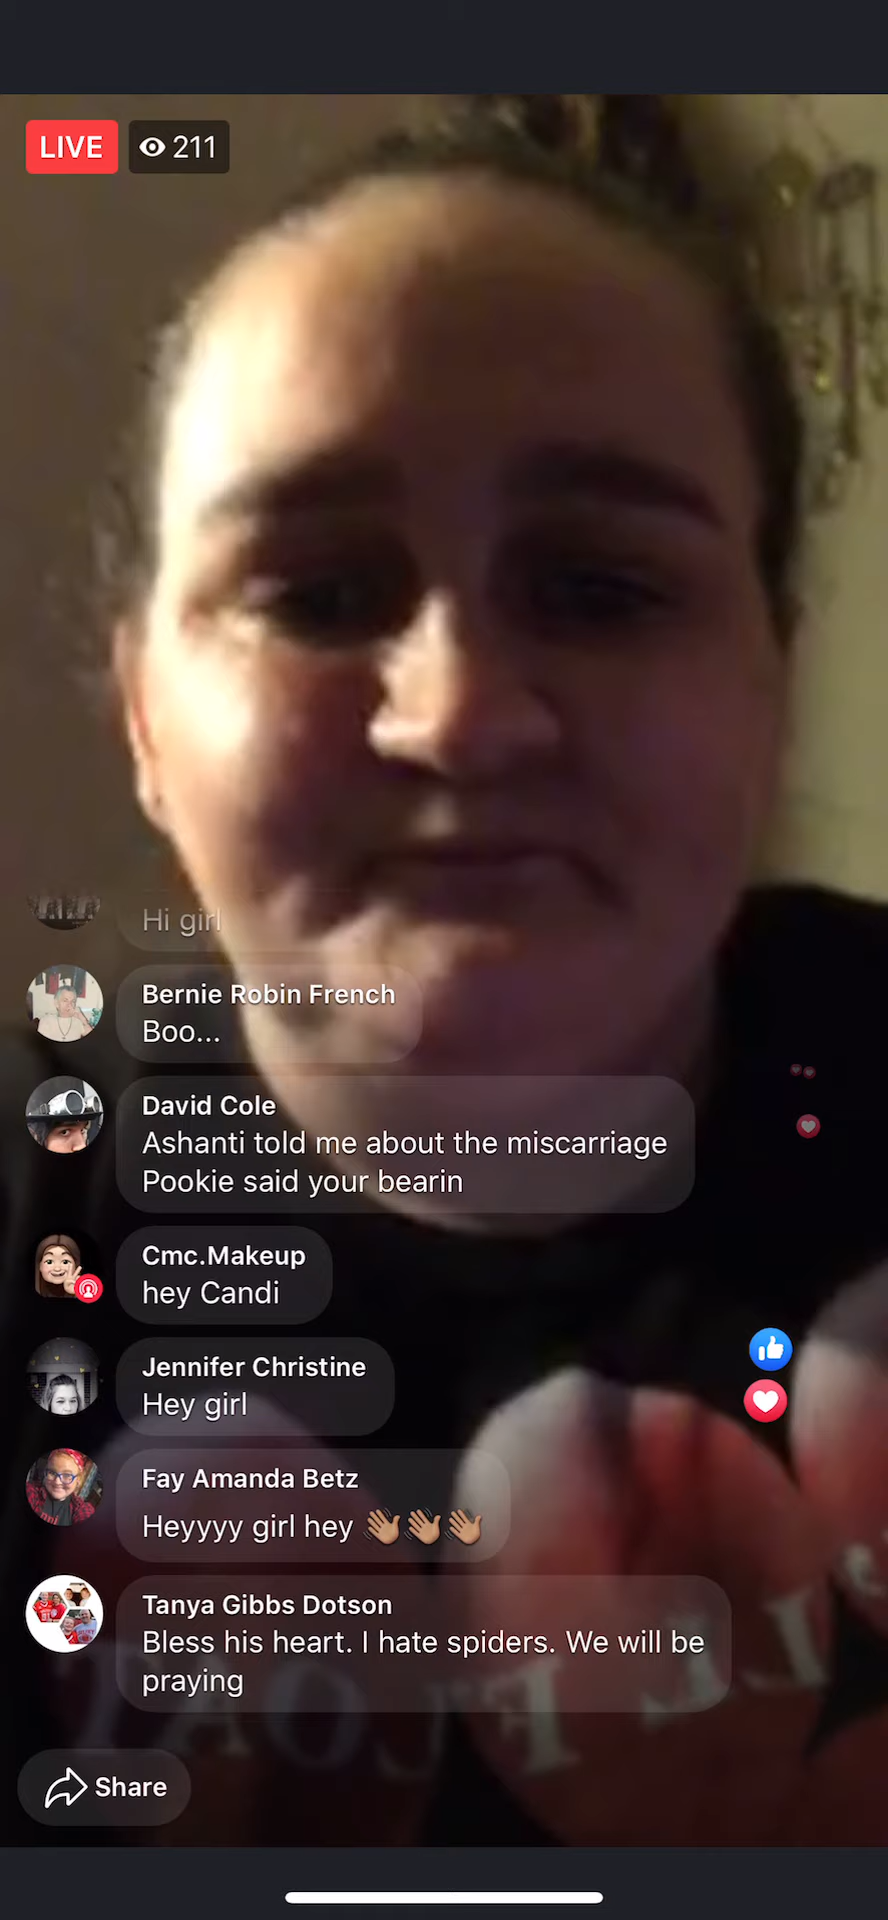 LIVE 211
Hi girl
Bernie Robin French
Boo...
David Cole
Ashanti told me about the miscarriage
Pookie said your bearin
Cmc.Makeup
hey Candi
Jennifer Christine
Hey girl
Fay Amanda Betz
Heyyyy girl hey 👋🏽👋🏽👋🏽
Tanya Gibbs Dotson
Bless his heart. I hate spiders. We will be
praying
FLOAT
Share